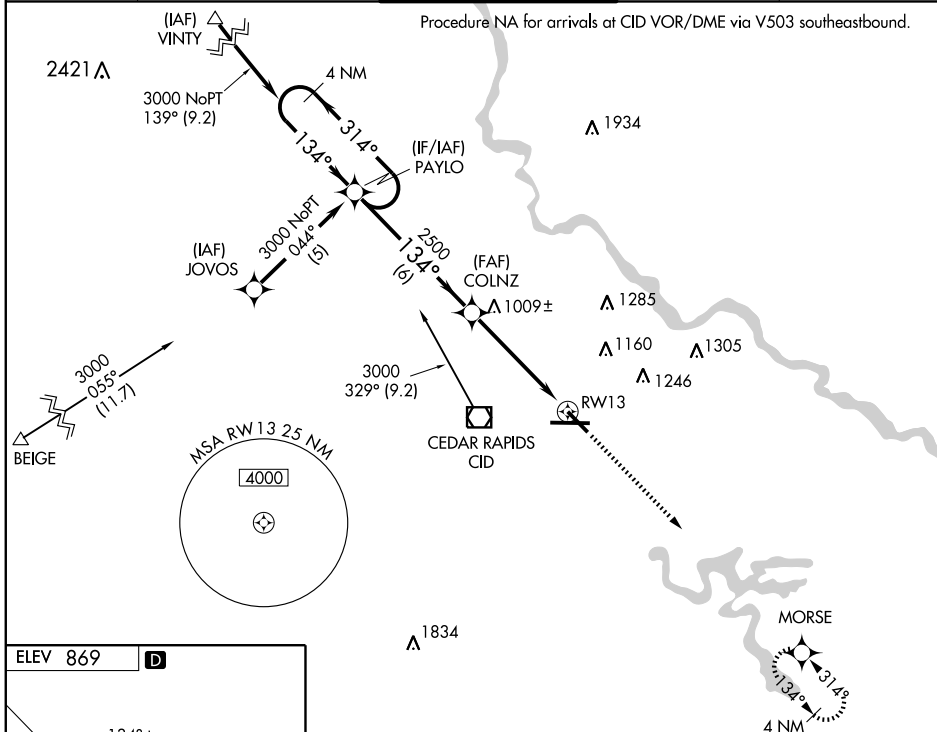 Procedure NA for arrivals at CID VOR/DME via V503 southeastbound.
(IAF)
VINTY
2421
3000 NoPT
139° (9.2)
4 NM
134°
314°
(IF/IAF)
PAYLO
1934
3000 NoPT
044°
(5)
(IAF)
JOVOS
2500
134°
(6)
(FAF)
COLNZ
1009±
1285
1160
1305
1246
3000
329° (9.2)
RW13
CEDAR RAPIDS
CID
3000
055°
(11.7)
BEIGE
MSA RW13 25 NM
4000
1834
MORSE
134°
314°
4 NM
ELEV 869 D